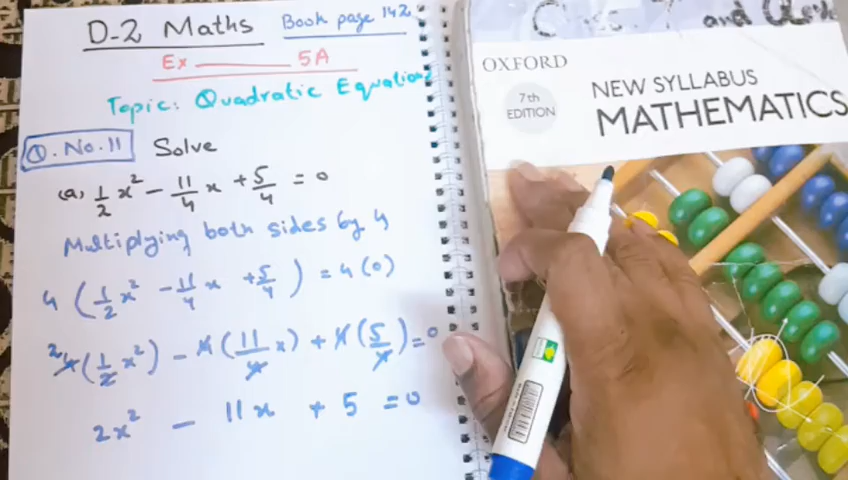 D-2 Maths
Book page 142
Ex 5A
Topic: Quadratic Equations
Q.No.11 Solve
(a) 1/2 x² - 11/4 x + 5/4 = 0
Multiplying both sides by 4
4 (1/2 x² - 11/4 x + 5/4) = 4(0)
2 4(1/2 x²) - 4(11/4 x) + 4(5/4) = 0
2x² - 11x + 5 = 0
and
OXFORD
7th
EDITION
NEW SYLLABUS
MATHEMATICS